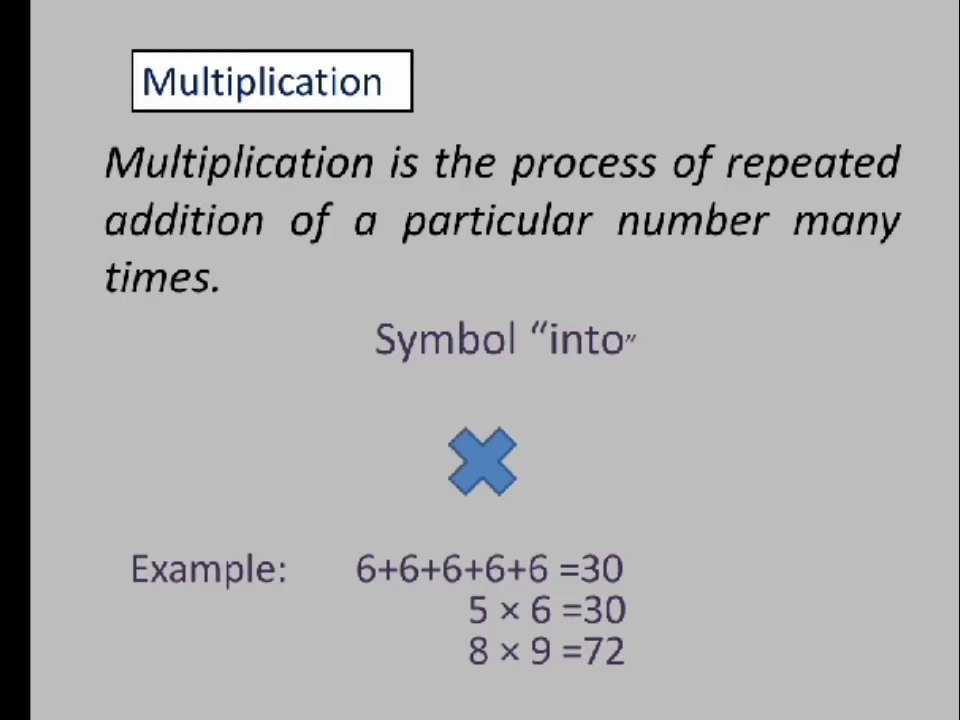 Multiplication
Multiplication is the process of repeated
addition of a particular number many
times.
Symbol “into”
Example: 6+6+6+6+6 =30
5 × 6 =30
8 × 9 =72